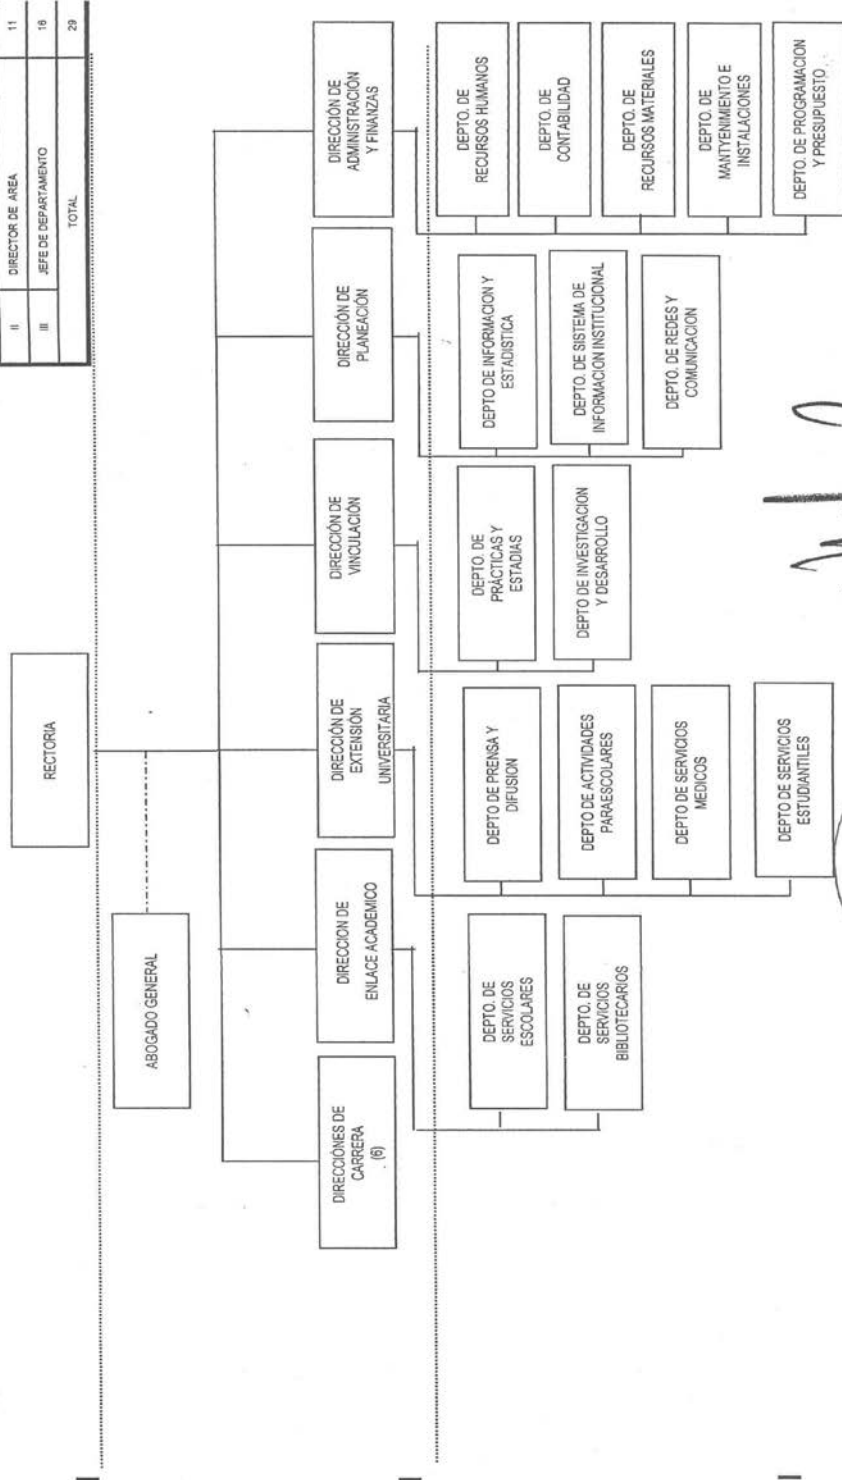 II DIRECTOR DE AREA 11
III JEFE DE DEPARTAMENTO 16
TOTAL 29
RECTORIA
ABOGADO GENERAL
DIRECCIÓNES DE
CARRERA
(6)
DIRECCION DE
ENLACE ACADEMICO
DIRECCIÓN DE
EXTENSIÓN
UNIVERSITARIA
DIRECCIÓN DE
VINCULACIÓN
DIRECCIÓN DE
PLANEACIÓN
DIRECCIÓN DE
ADMINISTRACIÓN
Y FINANZAS
DEPTO. DE
SERVICIOS
ESCOLARES
DEPTO. DE
SERVICIOS
BIBLIOTECARIOS
DEPTO DE PRENSA Y
DIFUSION
DEPTO DE ACTIVIDADES
PARAESCOLARES
DEPTO DE SERVICIOS
MEDICOS
DEPTO DE SERVICIOS
ESTUDIANTILES
DEPTO. DE
PRÁCTICAS Y
ESTADIAS
DEPTO DE INVESTIGACION
Y DESARROLLO
DEPTO DE INFORMACION Y
ESTADISTICA
DEPTO. DE SISTEMA DE
INFORMACION INSTITUCIONAL
DEPTO. DE REDES Y
COMUNICACION
DEPTO. DE
RECURSOS HUMANOS
DEPTO. DE
CONTABILIDAD
DEPTO. DE
RECURSOS MATERIALES
DEPTO. DE
MANTYENIMIENTO E
INSTALACIONES
DEPTO. DE PROGRAMACION
Y PRESUPUESTO